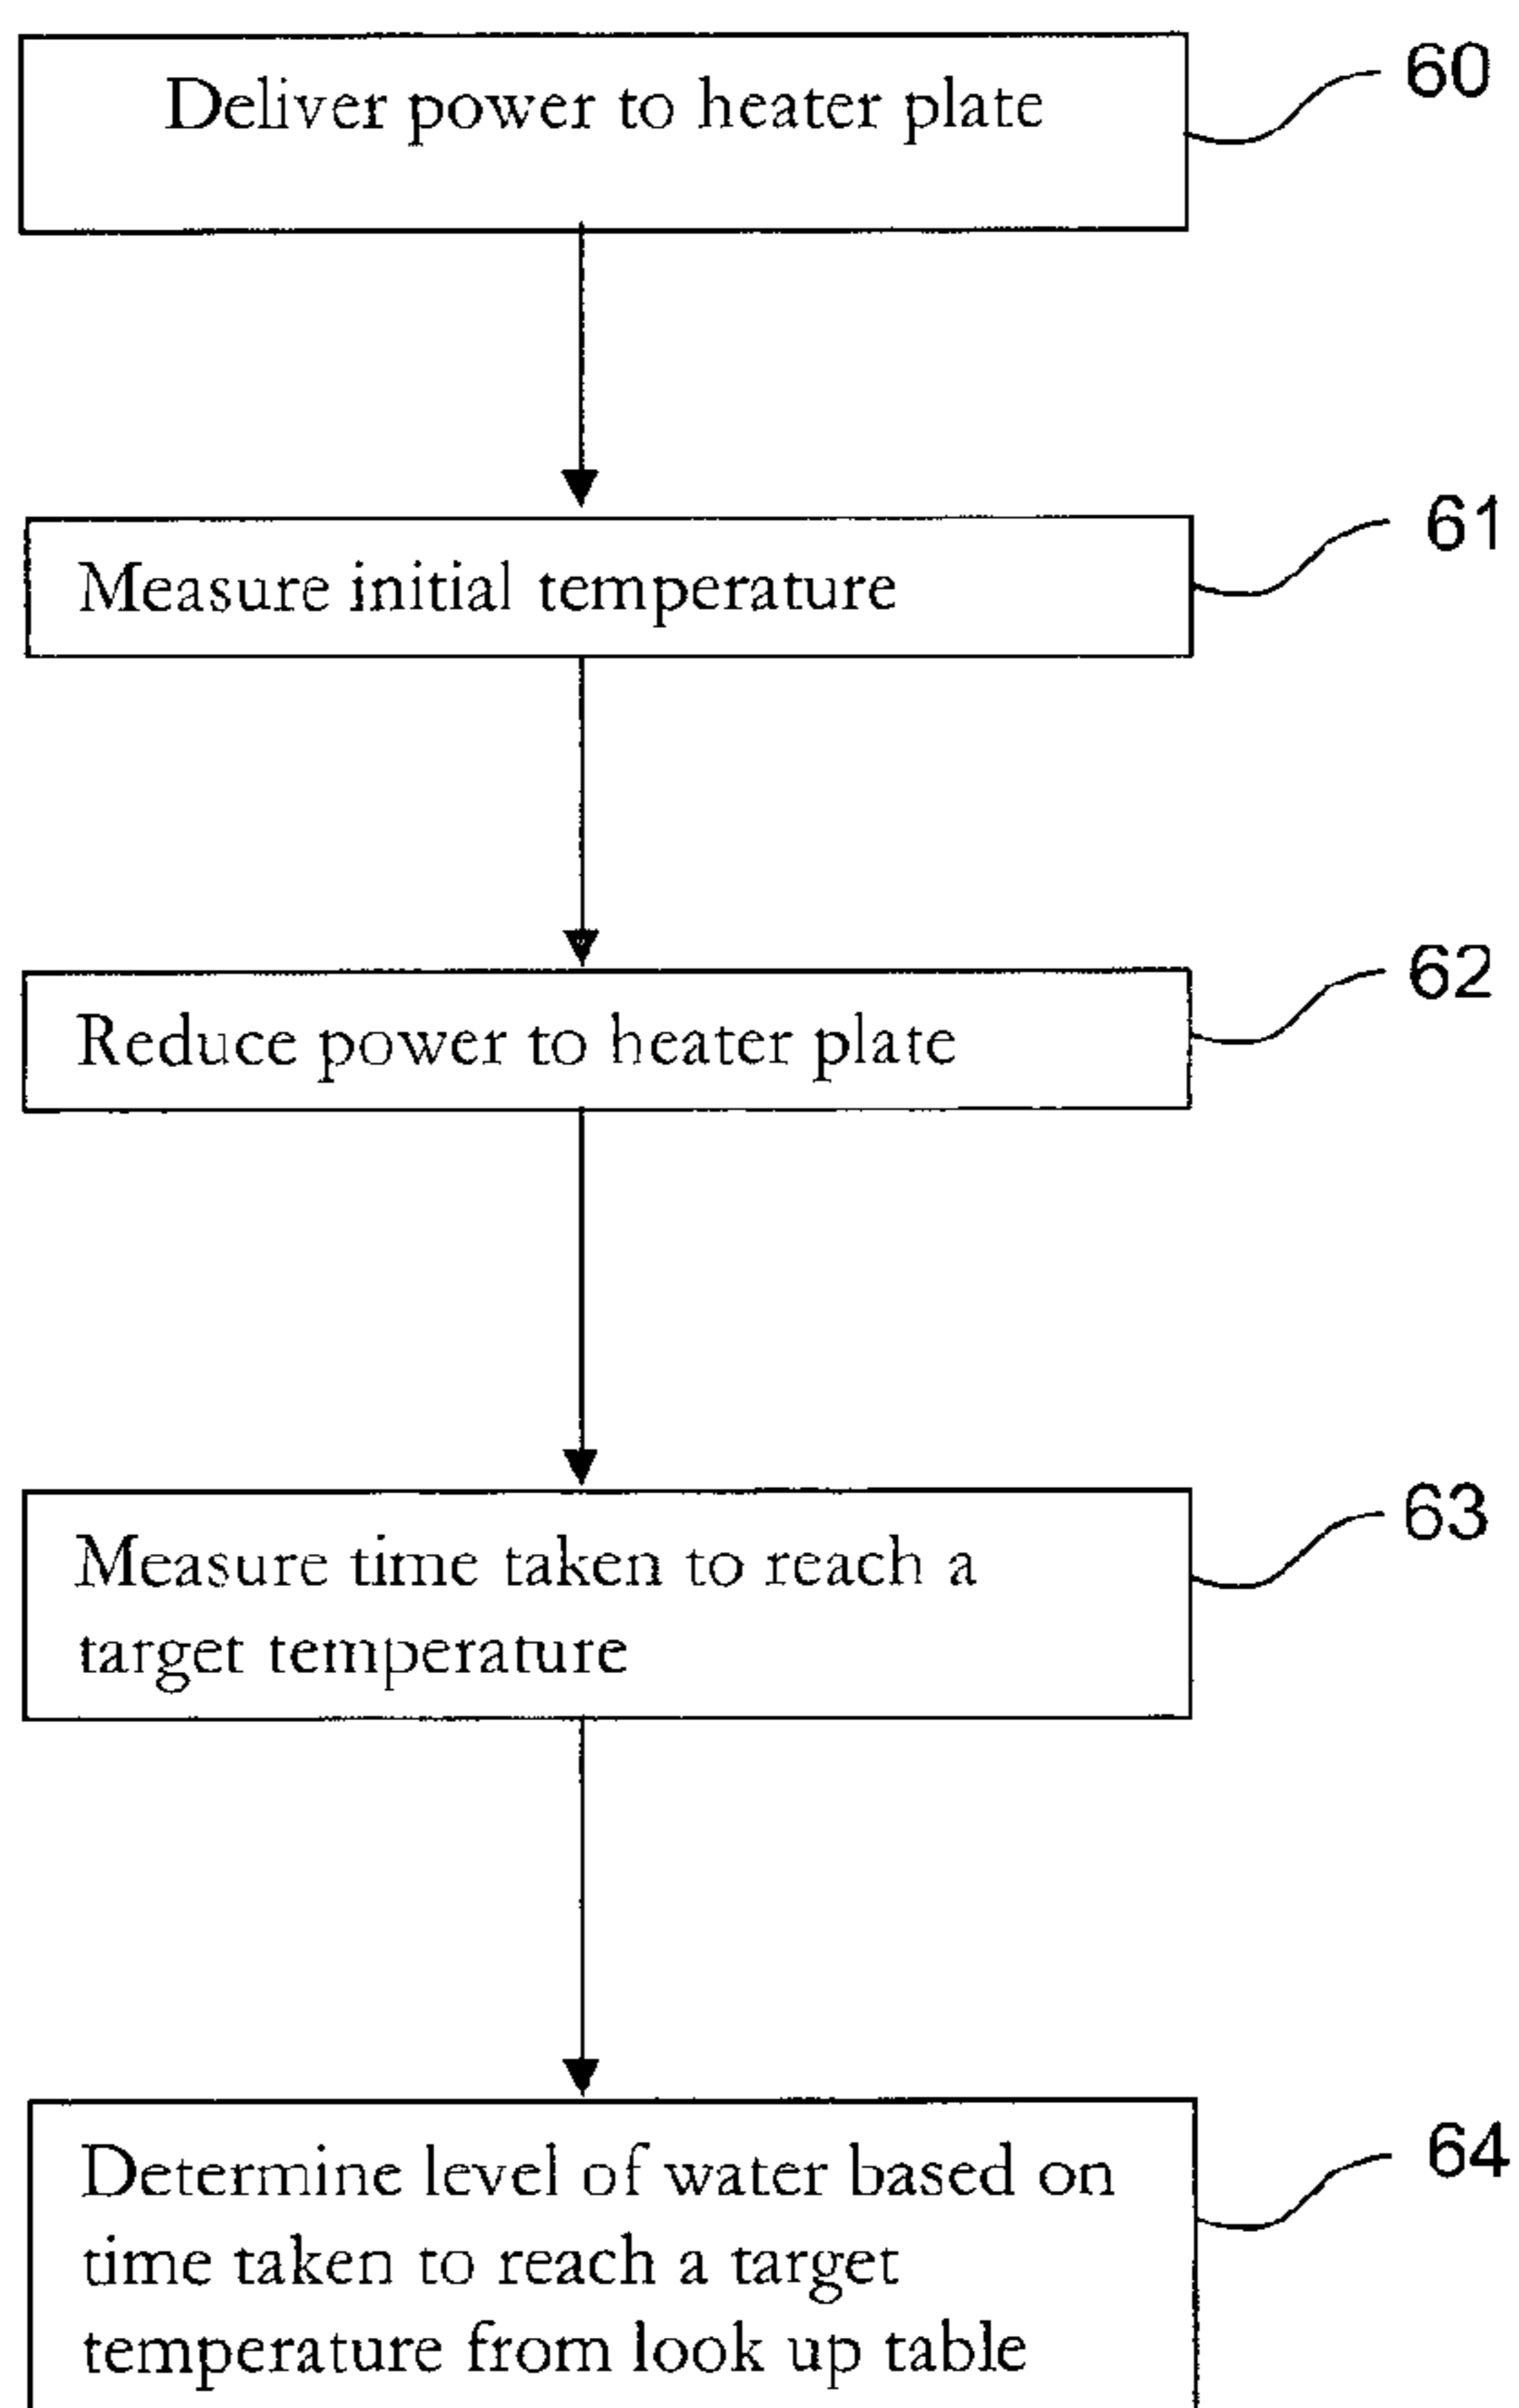 Deliver power to heater plate
60
Measure initial temperature
61
Reduce power to heater plate
62
Measure time taken to reach a
target temperature
63
Determine level of water based on
time taken to reach a target
temperature from look up table
64